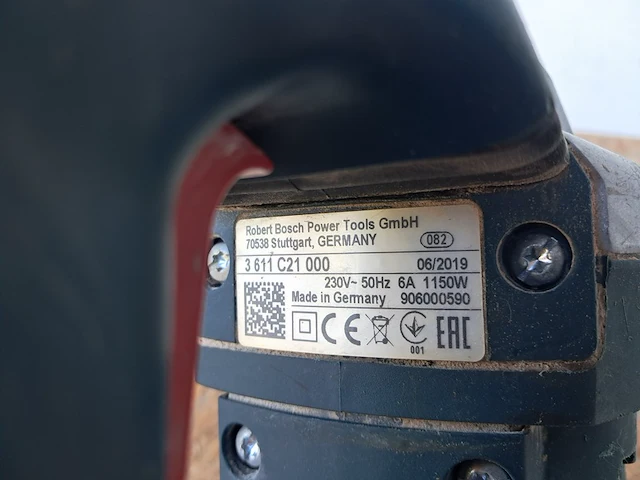 Robert Bosch Power Tools GmbH
70538 Stuttgart, GERMANY 082
3 611 C21 000 06/2019
230V~ 50Hz 6A 1150W
Made in Germany 906000590
CE EAC
001